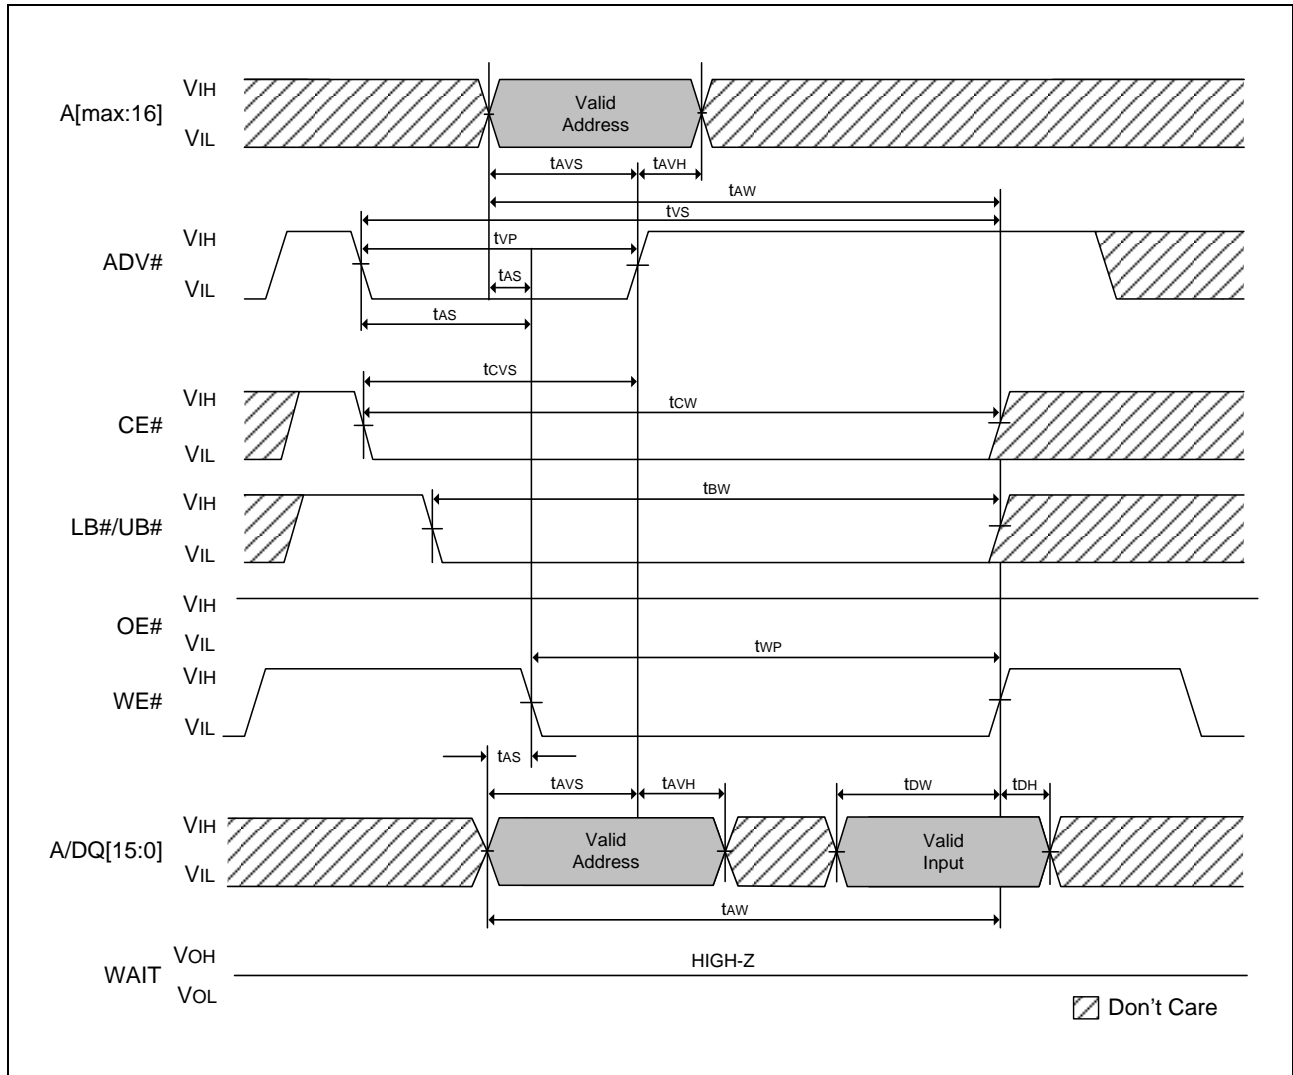 VIH
A[max:16]
VIL
Valid
Address
tAVS
tAVH
tAW
tVS
VIH
ADV#
VIL
tVP
tAS
tAS
tCVS
VIH
CE#
VIL
tCW
VIH
LB#/UB#
VIL
tBW
VIH
OE#
VIL
tWP
VIH
WE#
VIL
tAS
tAVS
tAVH
tDW
tDH
VIH
A/DQ[15:0]
VIL
Valid
Address
Valid
Input
tAW
VOH
WAIT
VOL
HIGH-Z
Don't Care